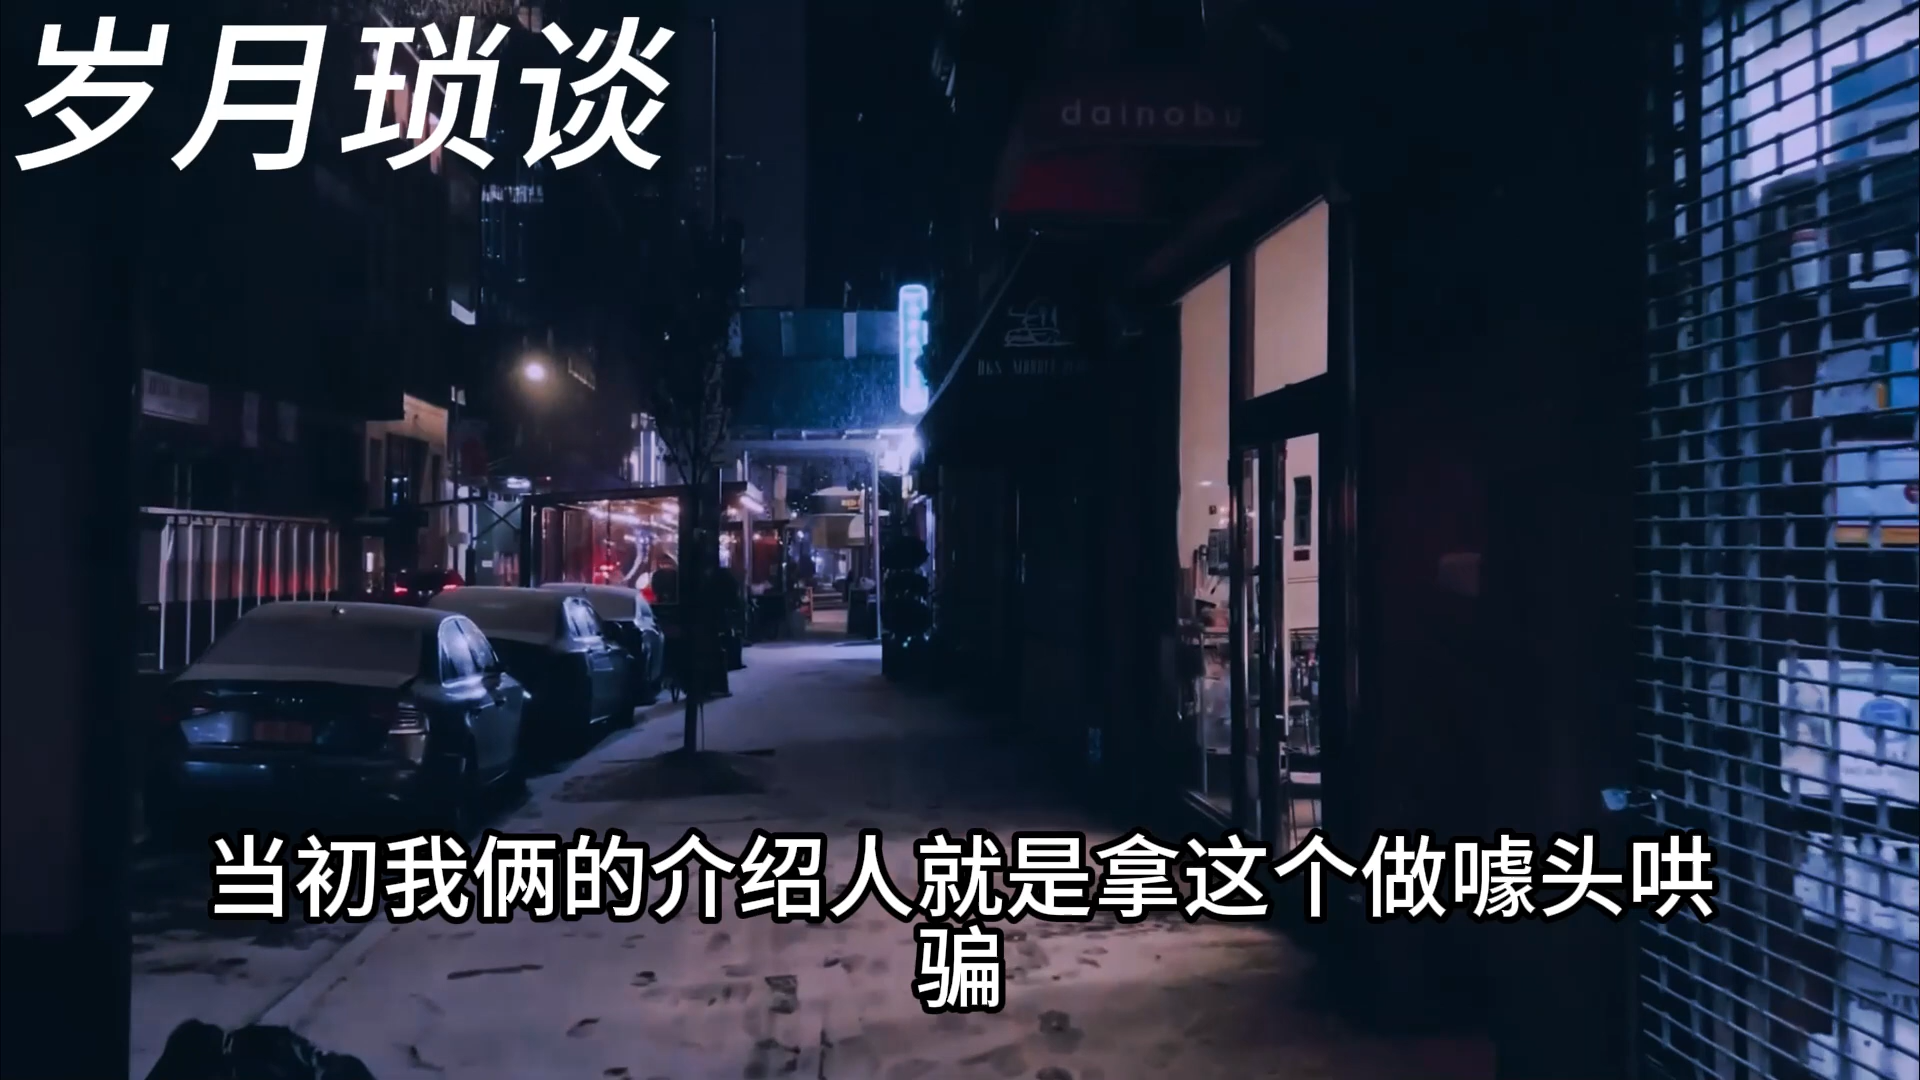 岁月琐谈
dainobu
当初我俩的介绍人就是拿这个做噱头哄
骗